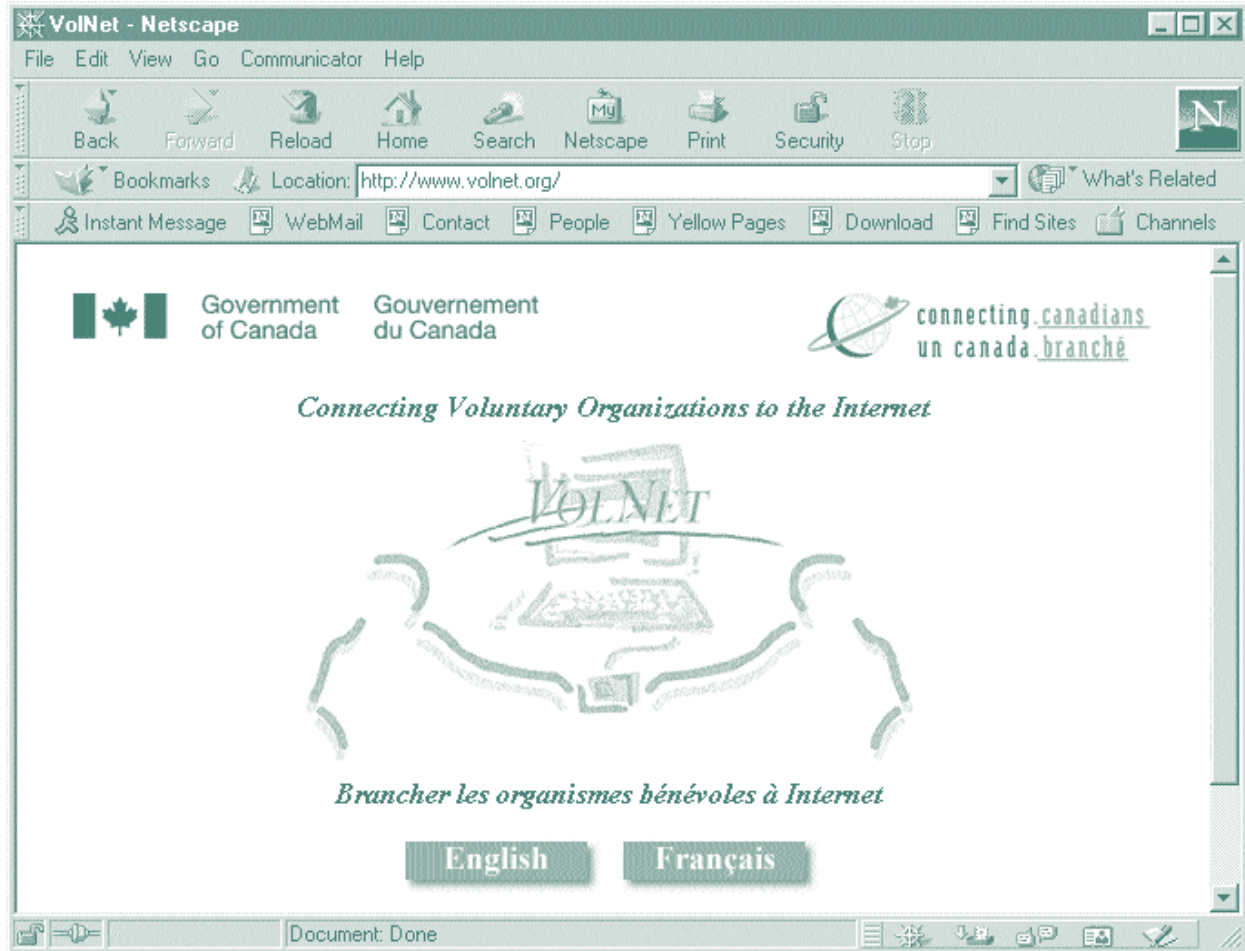 VolNet - Netscape
File Edit View Go Communicator Help
My N
Back Forward Reload Home Search Netscape Print Security Stop
Bookmarks Location: http://www.volnet.org/ What's Related
Instant Message WebMail Contact People Yellow Pages Download Find Sites Channels
Government of Canada
Gouvernement du Canada
connecting.canadians
un canada.branché
Connecting Voluntary Organizations to the Internet
VOLNET
Brancher les organismes bénévoles à Internet
English Français
Document: Done